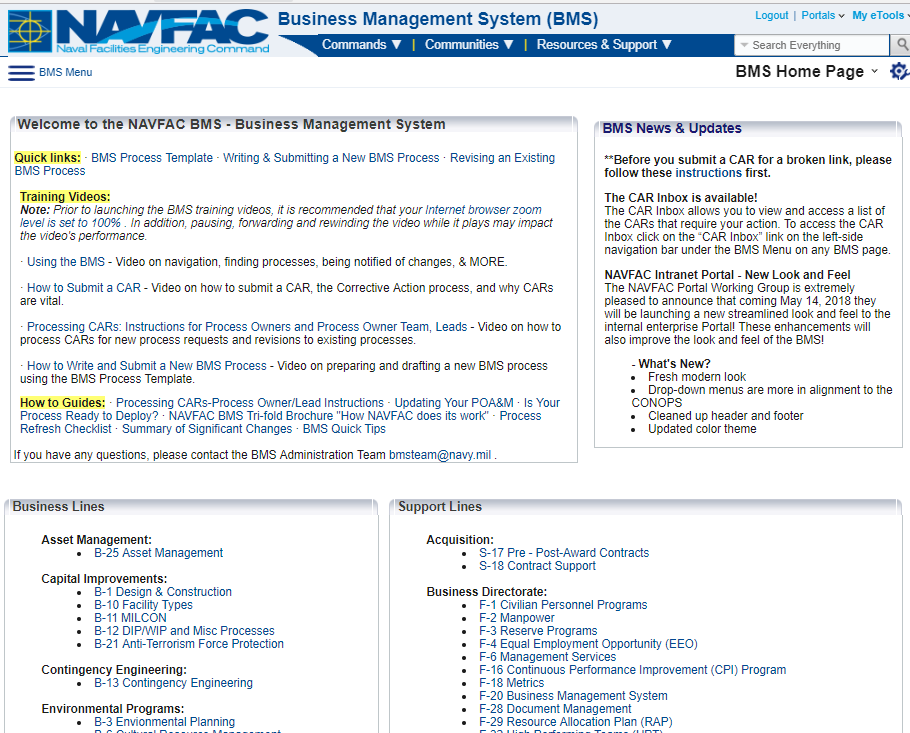 NAVFAC
Naval Facilities Engineering Command
Business Management System (BMS)
Logout | Portals My eTools
Commands ▼ | Communities ▼ | Resources & Support ▼
Search Everything
BMS Menu
BMS Home Page
Welcome to the NAVFAC BMS - Business Management System
Quick links: · BMS Process Template · Writing & Submitting a New BMS Process · Revising an Existing
BMS Process
Training Videos:
Note: Prior to launching the BMS training videos, it is recommended that your Internet browser zoom
level is set to 100% . In addition, pausing, forwarding and rewinding the video while it plays may impact
the video's performance.
· Using the BMS - Video on navigation, finding processes, being notified of changes, & MORE.
· How to Submit a CAR - Video on how to submit a CAR, the Corrective Action process, and why CARs
are vital.
· Processing CARs: Instructions for Process Owners and Process Owner Team, Leads - Video on how to
process CARs for new process requests and revisions to existing processes.
· How to Write and Submit a New BMS Process - Video on preparing and drafting a new BMS process
using the BMS Process Template.
How to Guides: · Processing CARs-Process Owner/Lead Instructions · Updating Your POA&M · Is Your
Process Ready to Deploy? · NAVFAC BMS Tri-fold Brochure "How NAVFAC does its work" · Process
Refresh Checklist · Summary of Significant Changes · BMS Quick Tips
If you have any questions, please contact the BMS Administration Team bmsteam@navy.mil .
BMS News & Updates
**Before you submit a CAR for a broken link, please
follow these instructions first.
The CAR Inbox is available!
The CAR Inbox allows you to view and access a list of
the CARs that require your action. To access the CAR
Inbox click on the “CAR Inbox” link on the left-side
navigation bar under the BMS Menu on any BMS page.
NAVFAC Intranet Portal - New Look and Feel
The NAVFAC Portal Working Group is extremely
pleased to announce that coming May 14, 2018 they
will be launching a new streamlined look and feel to the
internal enterprise Portal! These enhancements will
also improve the look and feel of the BMS!
- What's New?
• Fresh modern look
• Drop-down menus are more in alignment to the
CONOPS
• Cleaned up header and footer
• Updated color theme
Business Lines
Asset Management:
• B-25 Asset Management
Capital Improvements:
• B-1 Design & Construction
• B-10 Facility Types
• B-11 MILCON
• B-12 DIP/WIP and Misc Processes
• B-21 Anti-Terrorism Force Protection
Contingency Engineering:
• B-13 Contingency Engineering
Environmental Programs:
• B-3 Envionmental Planning
Support Lines
Acquisition:
• S-17 Pre - Post-Award Contracts
• S-18 Contract Support
Business Directorate:
• F-1 Civilian Personnel Programs
• F-2 Manpower
• F-3 Reserve Programs
• F-4 Equal Employment Opportunity (EEO)
• F-6 Management Services
• F-16 Continuous Performance Improvement (CPI) Program
• F-18 Metrics
• F-20 Business Management System
• F-28 Document Management
• F-29 Resource Allocation Plan (RAP)